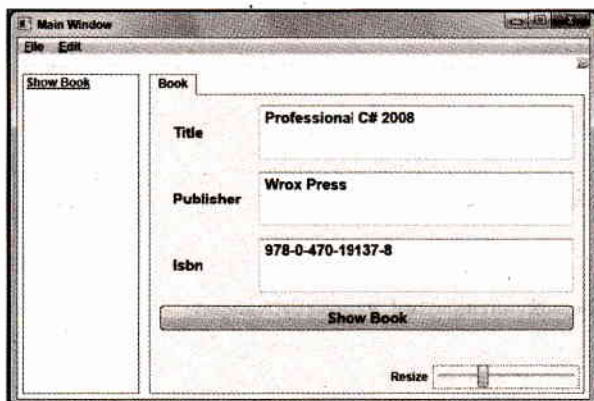 Main Window
File Edit
Show Book
Book
Title
Professional C# 2008
Publisher
Wrox Press
Isbn
978-0-470-19137-8
Show Book
Resize